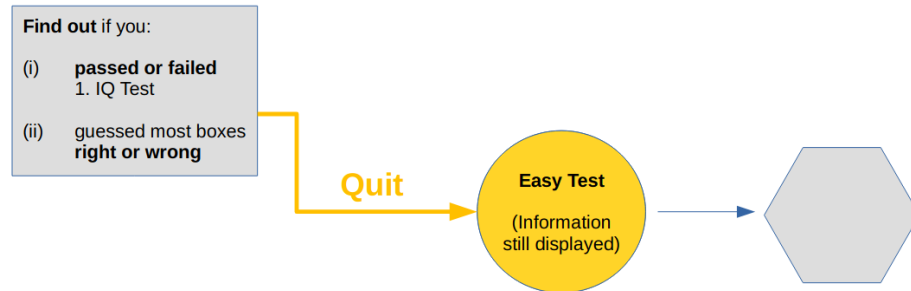 Find out if you:
(i) passed or failed
1. IQ Test
(ii) guessed most boxes
right or wrong
Quit
Easy Test
(Information
still displayed)